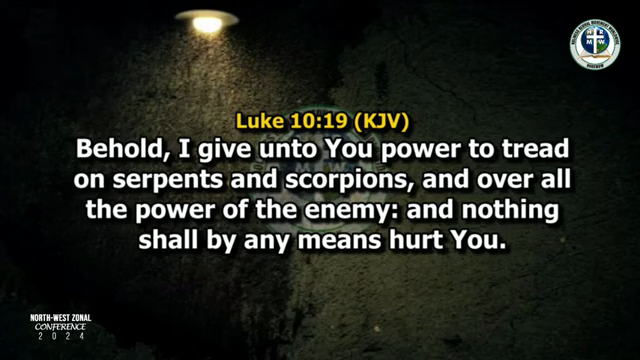 Luke 10:19 (KJV)
Behold, I give unto You power to tread
on serpents and scorpions, and over all
the power of the enemy: and nothing
shall by any means hurt You.
NORTH-WEST ZONAL
CONFERENCE
2024